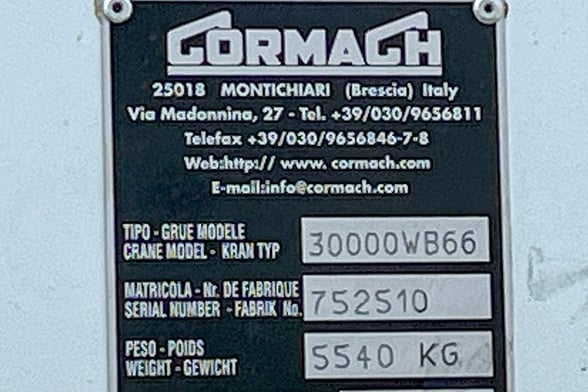 CORMACH
25018 MONTICHIARI (Brescia) Italy
Via Madonnina, 27 - Tel. +39/030/9656811
Telefax +39/030/9656846-7-8
Web:http:// www. cormach.com
E-mail:info@cormach.com
TIPO - GRUE MODELE
CRANE MODEL - KRAN TYP 30000WB66
MATRICOLA - Nr. DE FABRIQUE
SERIAL NUMBER - FABRIK No. 752510
PESO - POIDS
WEIGHT - GEWICHT 5540 KG